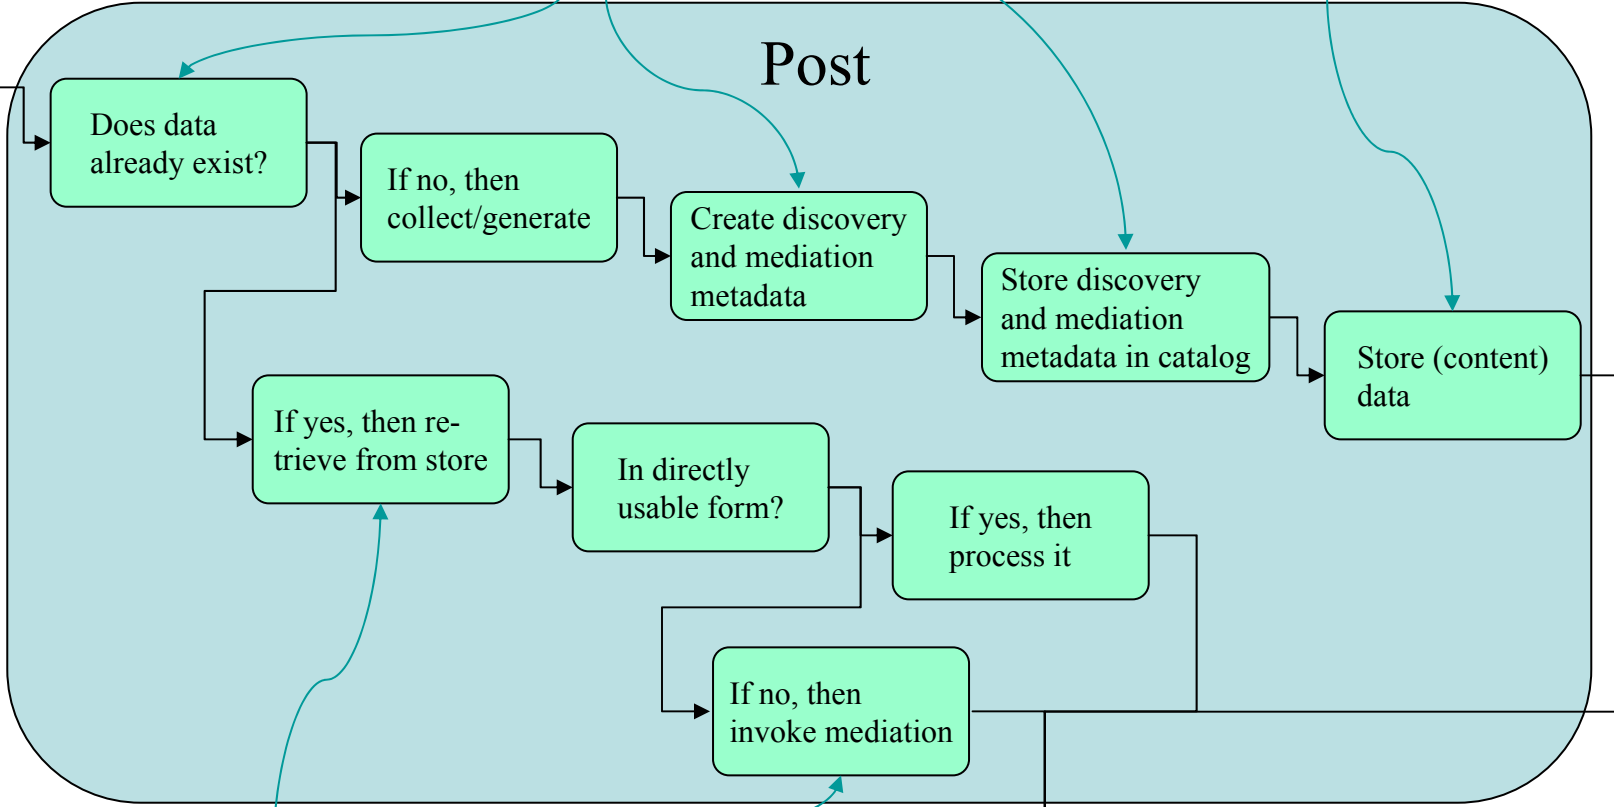 Post
Does data
already exist?
If no, then
collect/generate
Create discovery
and mediation
metadata
Store discovery
and mediation
metadata in catalog
Store (content)
data
If yes, then re-
trieve from store
In directly
usable form?
If yes, then
process it
If no, then
invoke mediation